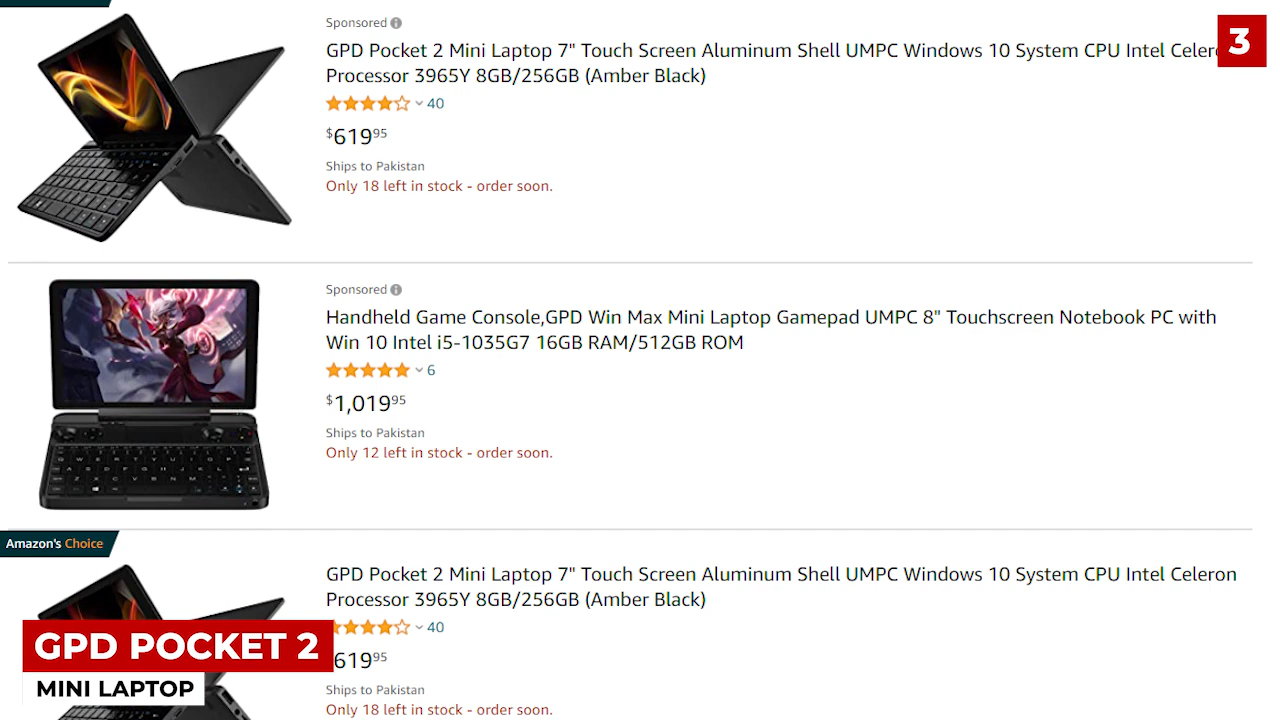 Sponsored
3
GPD Pocket 2 Mini Laptop 7" Touch Screen Aluminum Shell UMPC Windows 10 System CPU Intel
Processor 3965Y 8GB/256GB (Amber Black)
40
$619.95
Ships to Pakistan
Only 18 left in stock - order soon.
Sponsored
Handheld Game Console,GPD Win Max Mini Laptop Gamepad UMPC 8" Touchscreen Notebook PC with
Win 10 Intel i5-1035G7 16GB RAM/512GB ROM
6
$1,019.95
Ships to Pakistan
Only 12 left in stock - order soon.
Amazon's Choice
GPD Pocket 2 Mini Laptop 7" Touch Screen Aluminum Shell UMPC Windows 10 System CPU Intel Celeron
Processor 3965Y 8GB/256GB (Amber Black)
40
GPD POCKET 2
619.95
MINI LAPTOP
Ships to Pakistan
Only 18 left in stock - order soon.